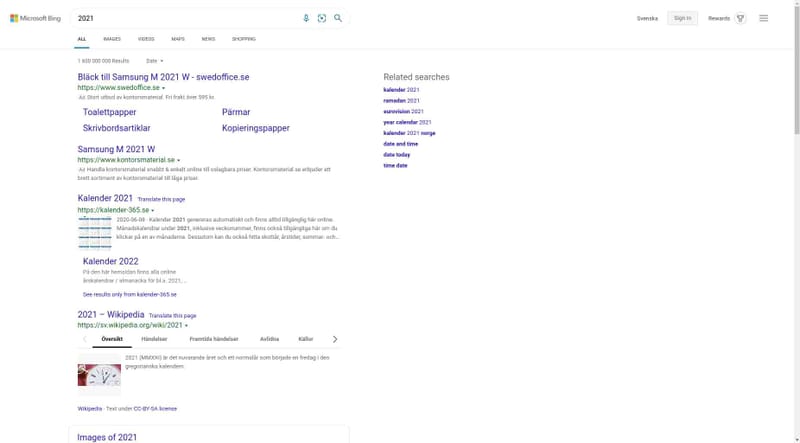 Microsoft Bing
2021
Svenska
Sign in
Rewards
ALL
IMAGES
VIDEOS
MAPS
NEWS
SHOPPING
1 630 000 000 Results
Date
Bläck till Samsung M 2021 W - swedoffice.se
https://www.swedoffice.se
Ad Stort utbud av kontorsmaterial. Fri frakt över 595 kr.
Toalettpapper
Pärmar
Skrivbordsartiklar
Kopieringspapper
Samsung M 2021 W
https://www.kontorsmaterial.se
Ad Handla kontorsmaterial snabbt & enkelt online till oslagbara priser. Kontorsmaterial.se erbjuder ett
brett sortiment av kontorsmaterial till låga priser.
Kalender 2021 Translate this page
https://kalender-365.se
2020-06-08 · Kalender 2021 genereras automatiskt och finns alltid tillgänglig här online.
Månadskalendrar under 2021, inklusive veckonummer, finns också tillgängliga här om du
klickar på en av månaderna. Dessutom kan du också hitta skottår, årstider, sommar- och...
Kalender 2022
På den här hemsidan finns alla online
årskalendrar / almanacka för bl.a. 2021, ...
See results only from kalender-365.se
2021 – Wikipedia Translate this page
https://sv.wikipedia.org/wiki/2021
Översikt
Händelser
Framtida händelser
Avlidna
Källor
2021 (MMXXI) är det nuvarande året och ett normalår som började en fredag i den
gregorianska kalendern.
Wikipedia · Text under CC-BY-SA license
Images of 2021
Related searches
kalender 2021
ramadan 2021
eurovision 2021
year calendar 2021
kalender 2021 norge
date and time
date today
time date